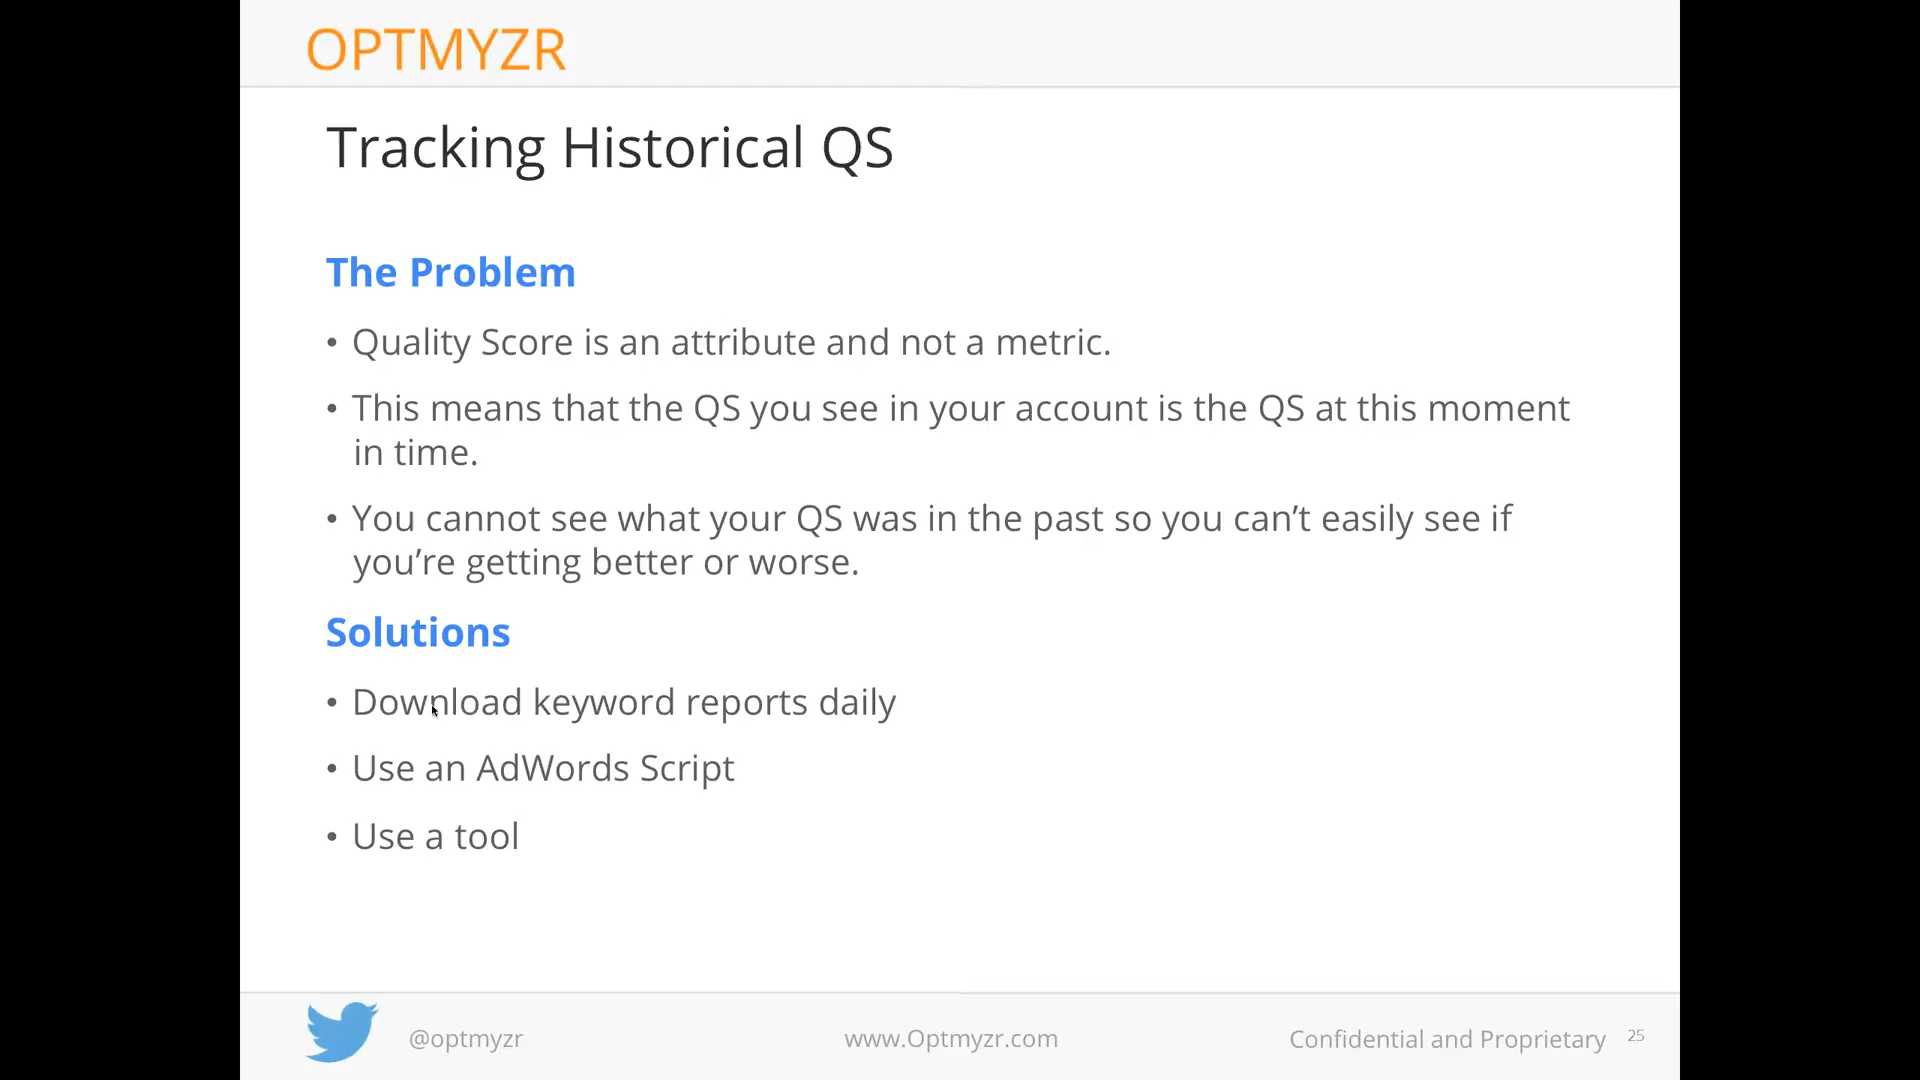 OPTMYZR
Tracking Historical QS
The Problem
• Quality Score is an attribute and not a metric.
• This means that the QS you see in your account is the QS at this moment
in time.
• You cannot see what your QS was in the past so you can’t easily see if
you’re getting better or worse.
Solutions
• Download keyword reports daily
• Use an AdWords Script
• Use a tool
@optmyzr www.Optmyzr.com Confidential and Proprietary 25